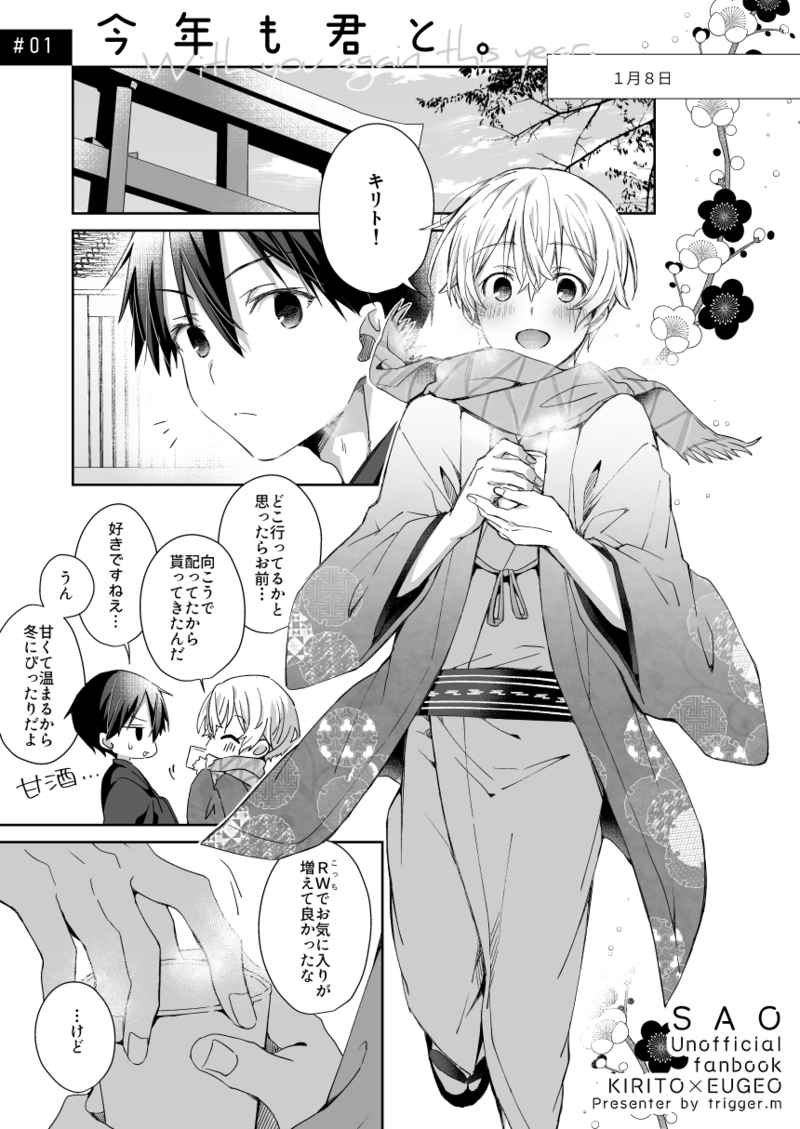 #01
今年も君と。
With you again this year.
1月8日
キリト!
どこ行ってるかと
思ったらお前…
向こうで
配ってたから
貰ってきたんだ
好きですねえ…
うん
甘くて温まるから
冬にぴったりだよ
甘酒…
こっち
RWでお気に入りが
増えて良かったな
…けど
SAO
Unofficial
fanbook
KIRITO×EUGEO
Presenter by trigger.m